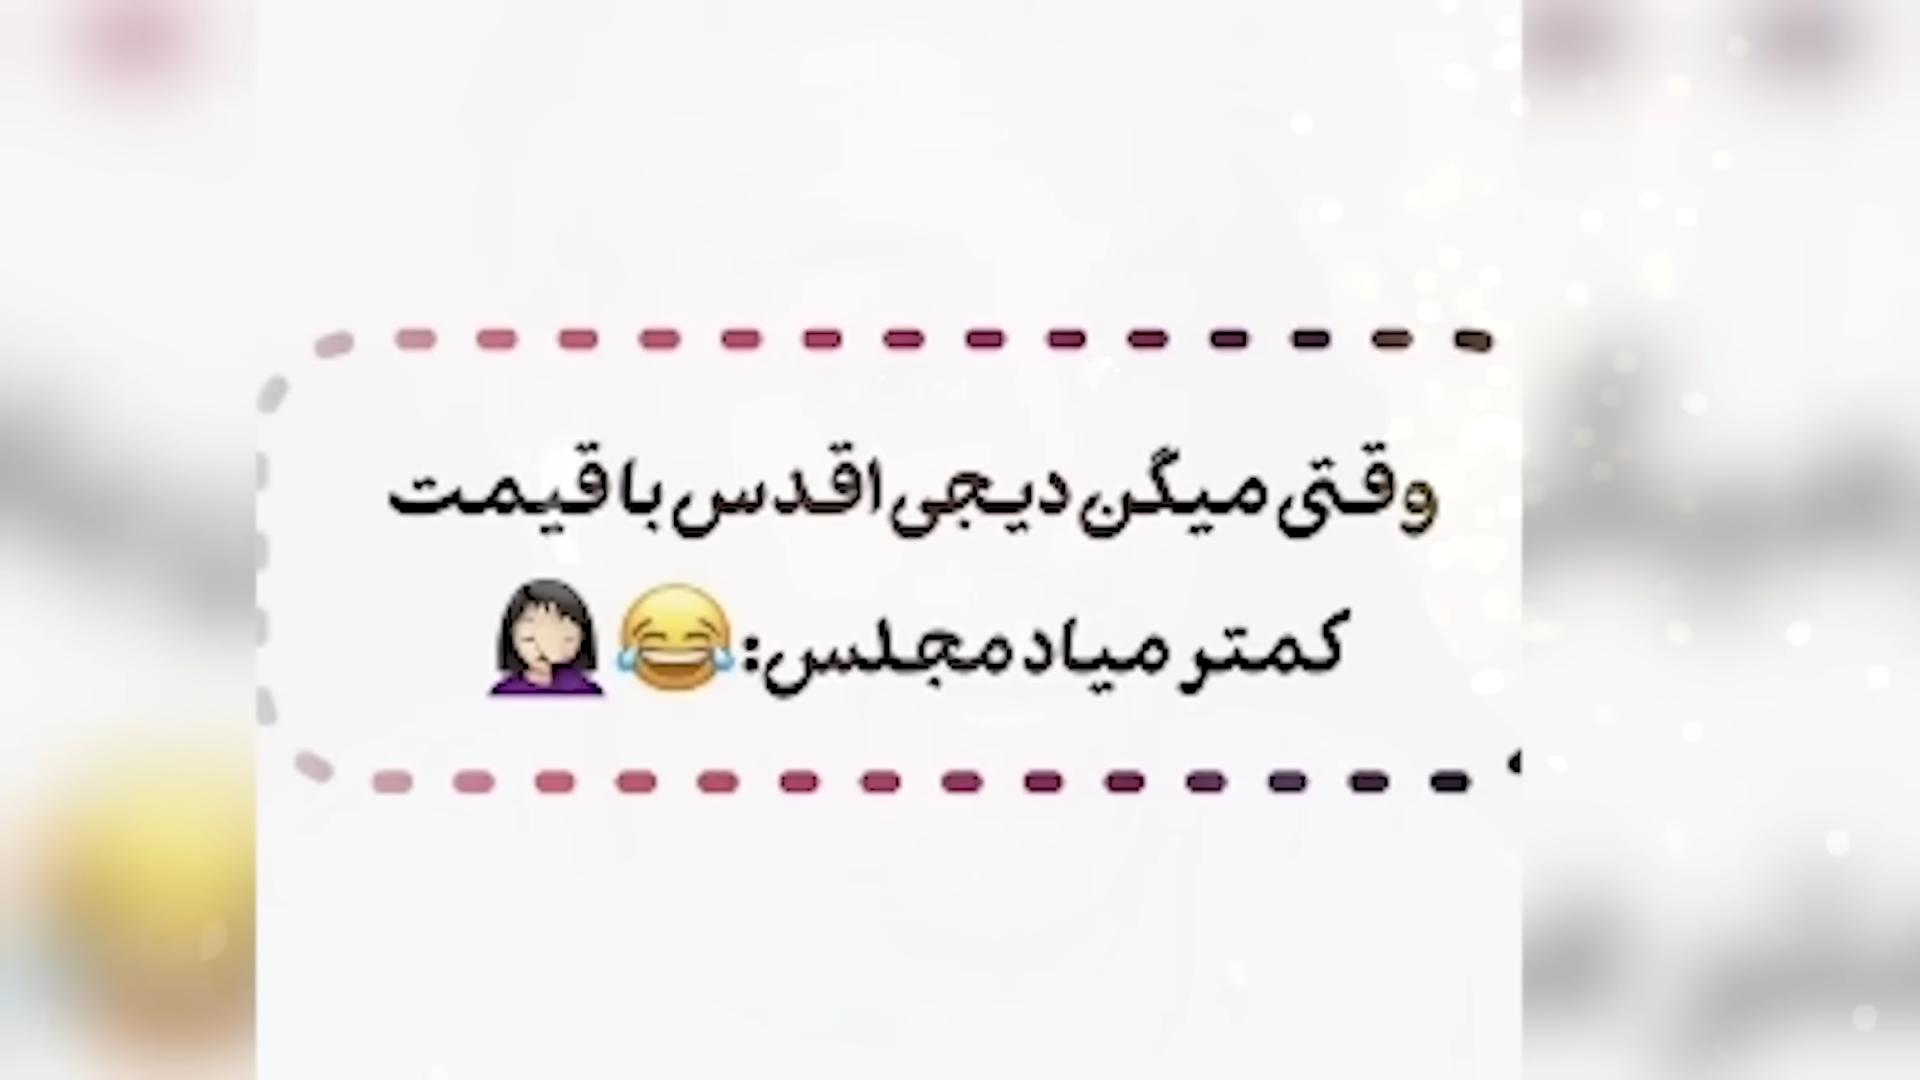 وقتی میگن دیجی اقدس با قیمت
کمتر میاد مجلس:😂🤦🏻‍♀️